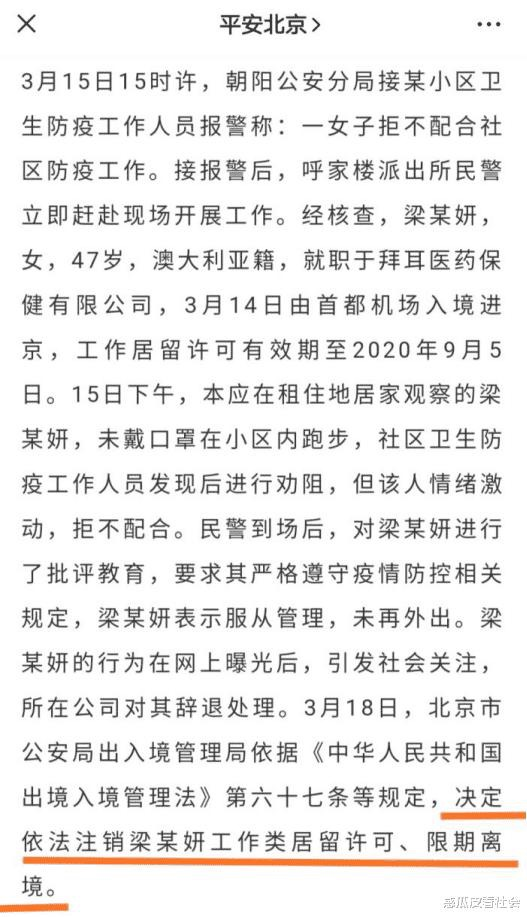 平安北京
3月15日15时许，朝阳公安分局接某小区卫
生防疫工作人员报警称：一女子拒不配合社
区防疫工作。接报警后，呼家楼派出所民警
立即赶赴现场开展工作。经核查，梁某妍，
女，47岁，澳大利亚籍，就职于拜耳医药保
健有限公司，3月14日由首都机场入境进
京，工作居留许可有效期至2020年9月5
日。15日下午，本应在租住地居家观察的梁
某妍，未戴口罩在小区内跑步，社区卫生防
疫工作人员发现后进行劝阻，但该人情绪激
动，拒不配合。民警到场后，对梁某妍进行
了批评教育，要求其严格遵守疫情防控相关
规定，梁某妍表示服从管理，未再外出。梁
某妍的行为在网上曝光后，引发社会关注，
所在公司对其辞退处理。3月18日，北京市
公安局出入境管理局依据《中华人民共和国
出境入境管理法》第六十七条等规定，决定
依法注销梁某妍工作类居留许可、限期离
境。
惑瓜皮看社会